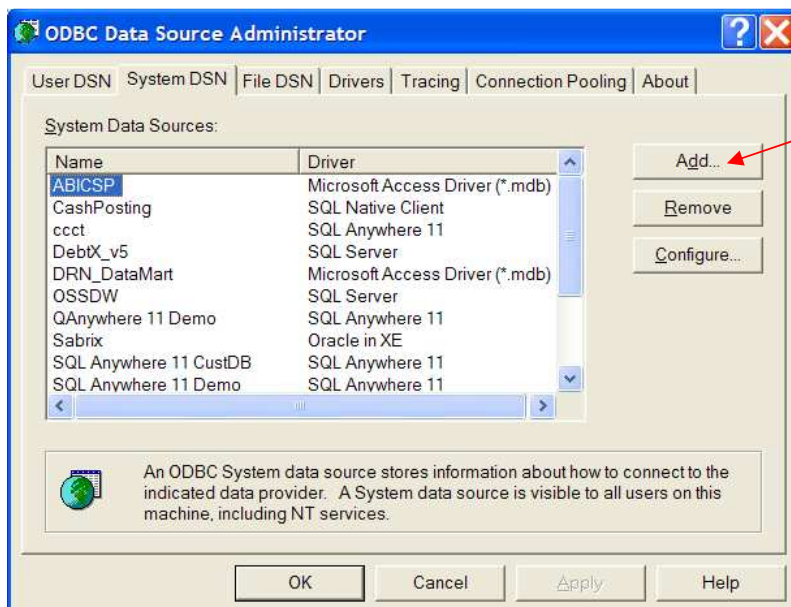 ODBC Data Source Administrator
User DSN System DSN File DSN Drivers Tracing Connection Pooling About
System Data Sources:
Name Driver
ABICSP Microsoft Access Driver (*.mdb)
CashPosting SQL Native Client
ccct SQL Anywhere 11
DebtX_v5 SQL Server
DRN_DataMart Microsoft Access Driver (*.mdb)
OSSDW SQL Server
QAnywhere 11 Demo SQL Anywhere 11
Sabrix Oracle in XE
SQL Anywhere 11 CustDB SQL Anywhere 11
SQL Anywhere 11 Demo SQL Anywhere 11
Add...
Remove
Configure...
An ODBC System data source stores information about how to connect to the
indicated data provider. A System data source is visible to all users on this
machine, including NT services.
OK Cancel Apply Help